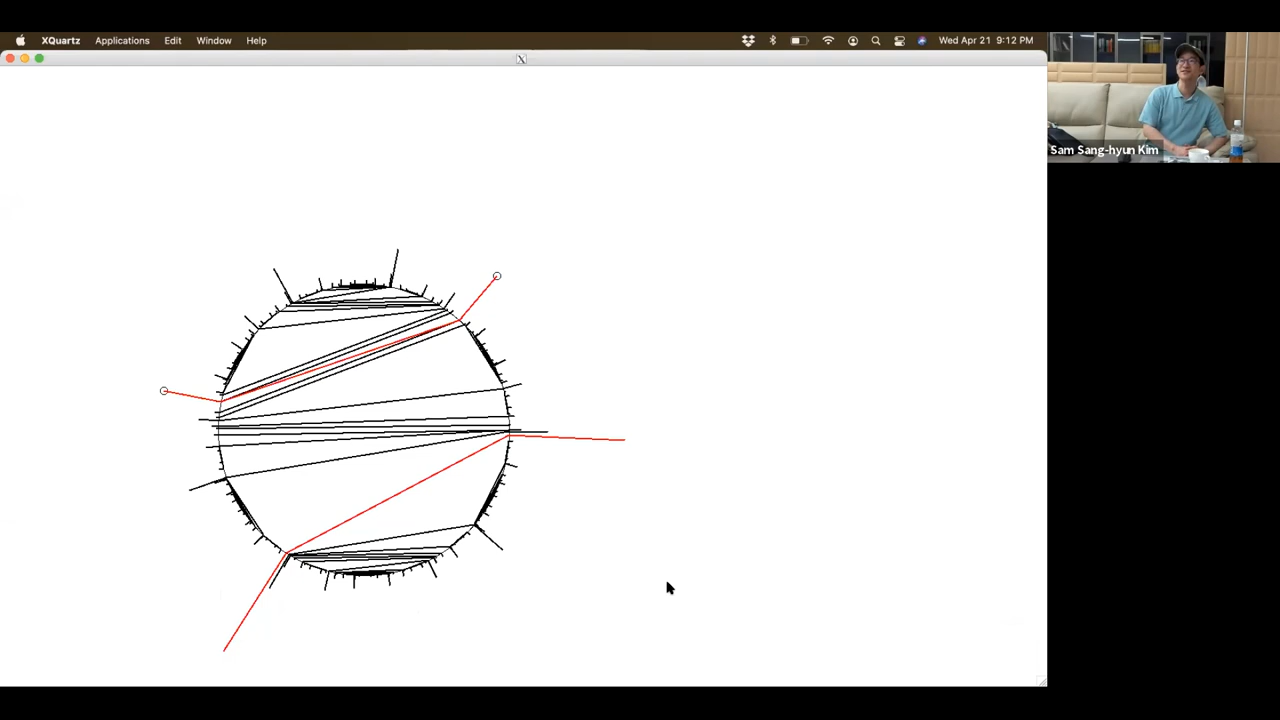 XQuartz Applications Edit Window Help Wed Apr 21 9:12 PM
X
Sam Sang-hyun Kim